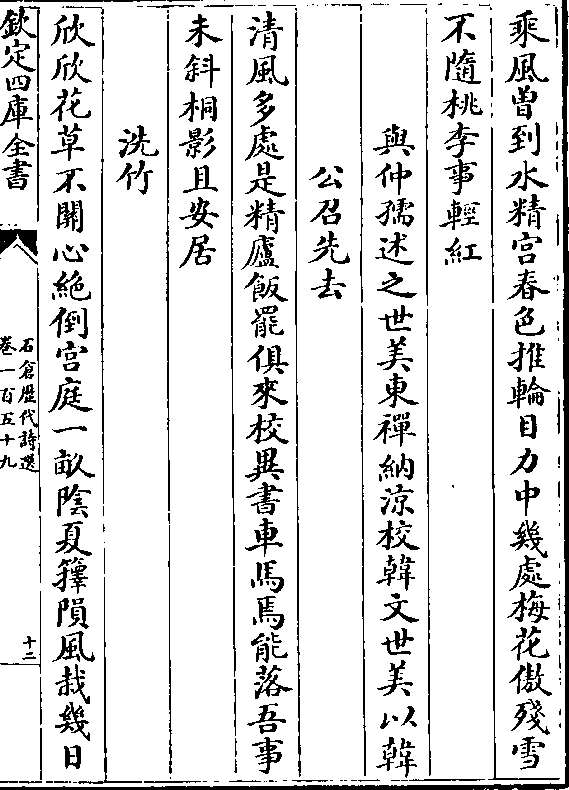 乘風曽到水精宫春色推輪目力中幾處梅花傲殘雪
不隨桃李事輕紅
與仲孺述之世美東禪納涼校韓文世美以韓
公召先去
清風多處是精廬飯罷俱來校異書車馬焉能落吾事
未斜桐影且安居
洗竹
欣欣花草不關心絶倒宫庭一畝陰夏籜隕風栽幾日
欽定四庫全書
石倉歴代詩選
卷一百五十九
十二